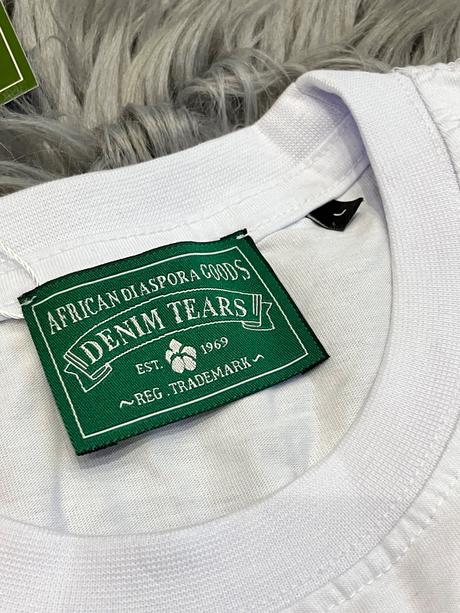 AFRICAN DIASPORA GOODS
DENIM TEARS
EST. 1969
~REG. TRADEMARK~